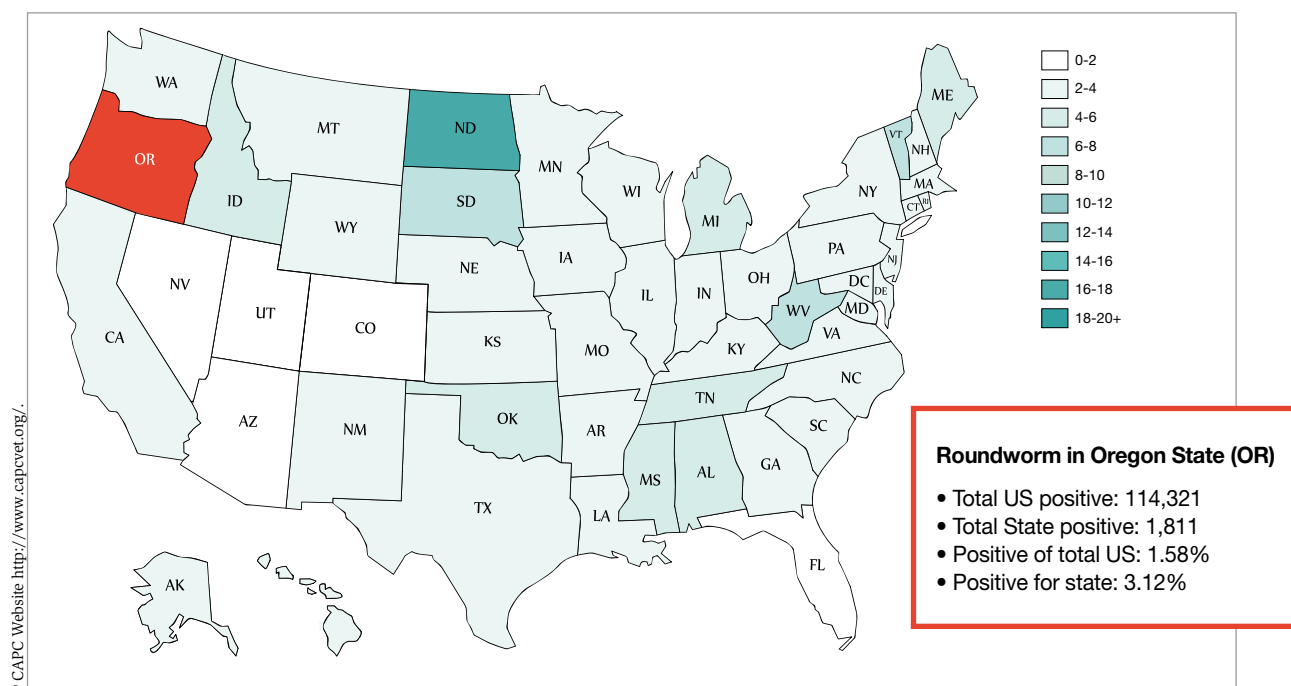 WA
MT
ND
MN
OR
ID
SD
WI
MI
NY
VT
NH
ME
MA
CT
RI
WY
NE
IA
PA
NJ
NV
UT
CO
IL
IN
OH
DC
DE
MD
WV
VA
CA
KS
MO
KY
NC
TN
AZ
NM
OK
AR
SC
MS
AL
GA
TX
LA
FL
AK
0-2
2-4
4-6
6-8
8-10
10-12
12-14
14-16
16-18
18-20+
Roundworm in Oregon State (OR)
• Total US positive: 114,321
• Total State positive: 1,811
• Positive of total US: 1.58%
• Positive for state: 3.12%
CAPC Website http://www.capcvet.org/.